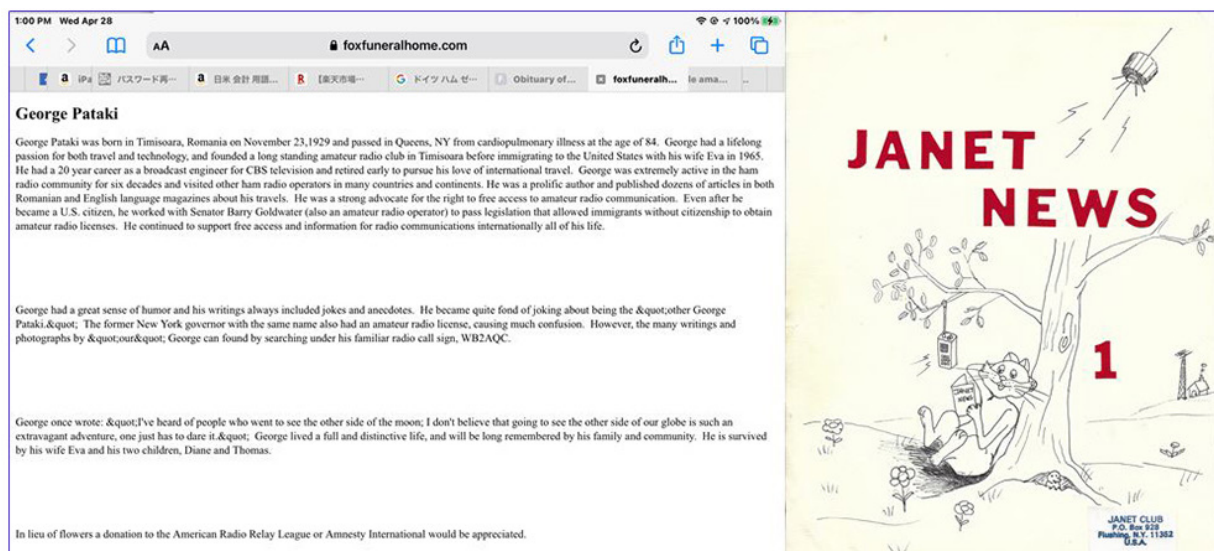 1:00 PM Wed Apr 28
100%
AA
foxfuneralhome.com
a iPa
パスワード再…
a 日米 会計 用語…
R 【楽天市場…
G ドイツ ハム ゼ…
Obituary of…
foxfuneralh…
le ama…
..
George Pataki
George Pataki was born in Timisoara, Romania on November 23,1929 and passed in Queens, NY from cardiopulmonary illness at the age of 84. George had a lifelong
passion for both travel and technology, and founded a long standing amateur radio club in Timisoara before immigrating to the United States with his wife Eva in 1965.
He had a 20 year career as a broadcast engineer for CBS television and retired early to pursue his love of international travel. George was extremely active in the ham
radio community for six decades and visited other ham radio operators in many countries and continents. He was a prolific author and published dozens of articles in both
Romanian and English language magazines about his travels. He was a strong advocate for the right to free access to amateur radio communication. Even after he
became a U.S. citizen, he worked with Senator Barry Goldwater (also an amateur radio operator) to pass legislation that allowed immigrants without citizenship to obtain
amateur radio licenses. He continued to support free access and information for radio communications internationally all of his life.
George had a great sense of humor and his writings always included jokes and anecdotes. He became quite fond of joking about being the &quot;other George
Pataki.&quot; The former New York governor with the same name also had an amateur radio license, causing much confusion. However, the many writings and
photographs by &quot;our&quot; George can found by searching under his familiar radio call sign, WB2AQC.
George once wrote: &quot;I've heard of people who went to see the other side of the moon; I don't believe that going to see the other side of our globe is such an
extravagant adventure, one just has to dare it.&quot; George lived a full and distinctive life, and will be long remembered by his family and community. He is survived
by his wife Eva and his two children, Diane and Thomas.
In lieu of flowers a donation to the American Radio Relay League or Amnesty International would be appreciated.
JANET
NEWS
1
JANET
NEWS
JANET CLUB
P.O. Box 928
Flushing, N.Y. 11352
U.S.A.